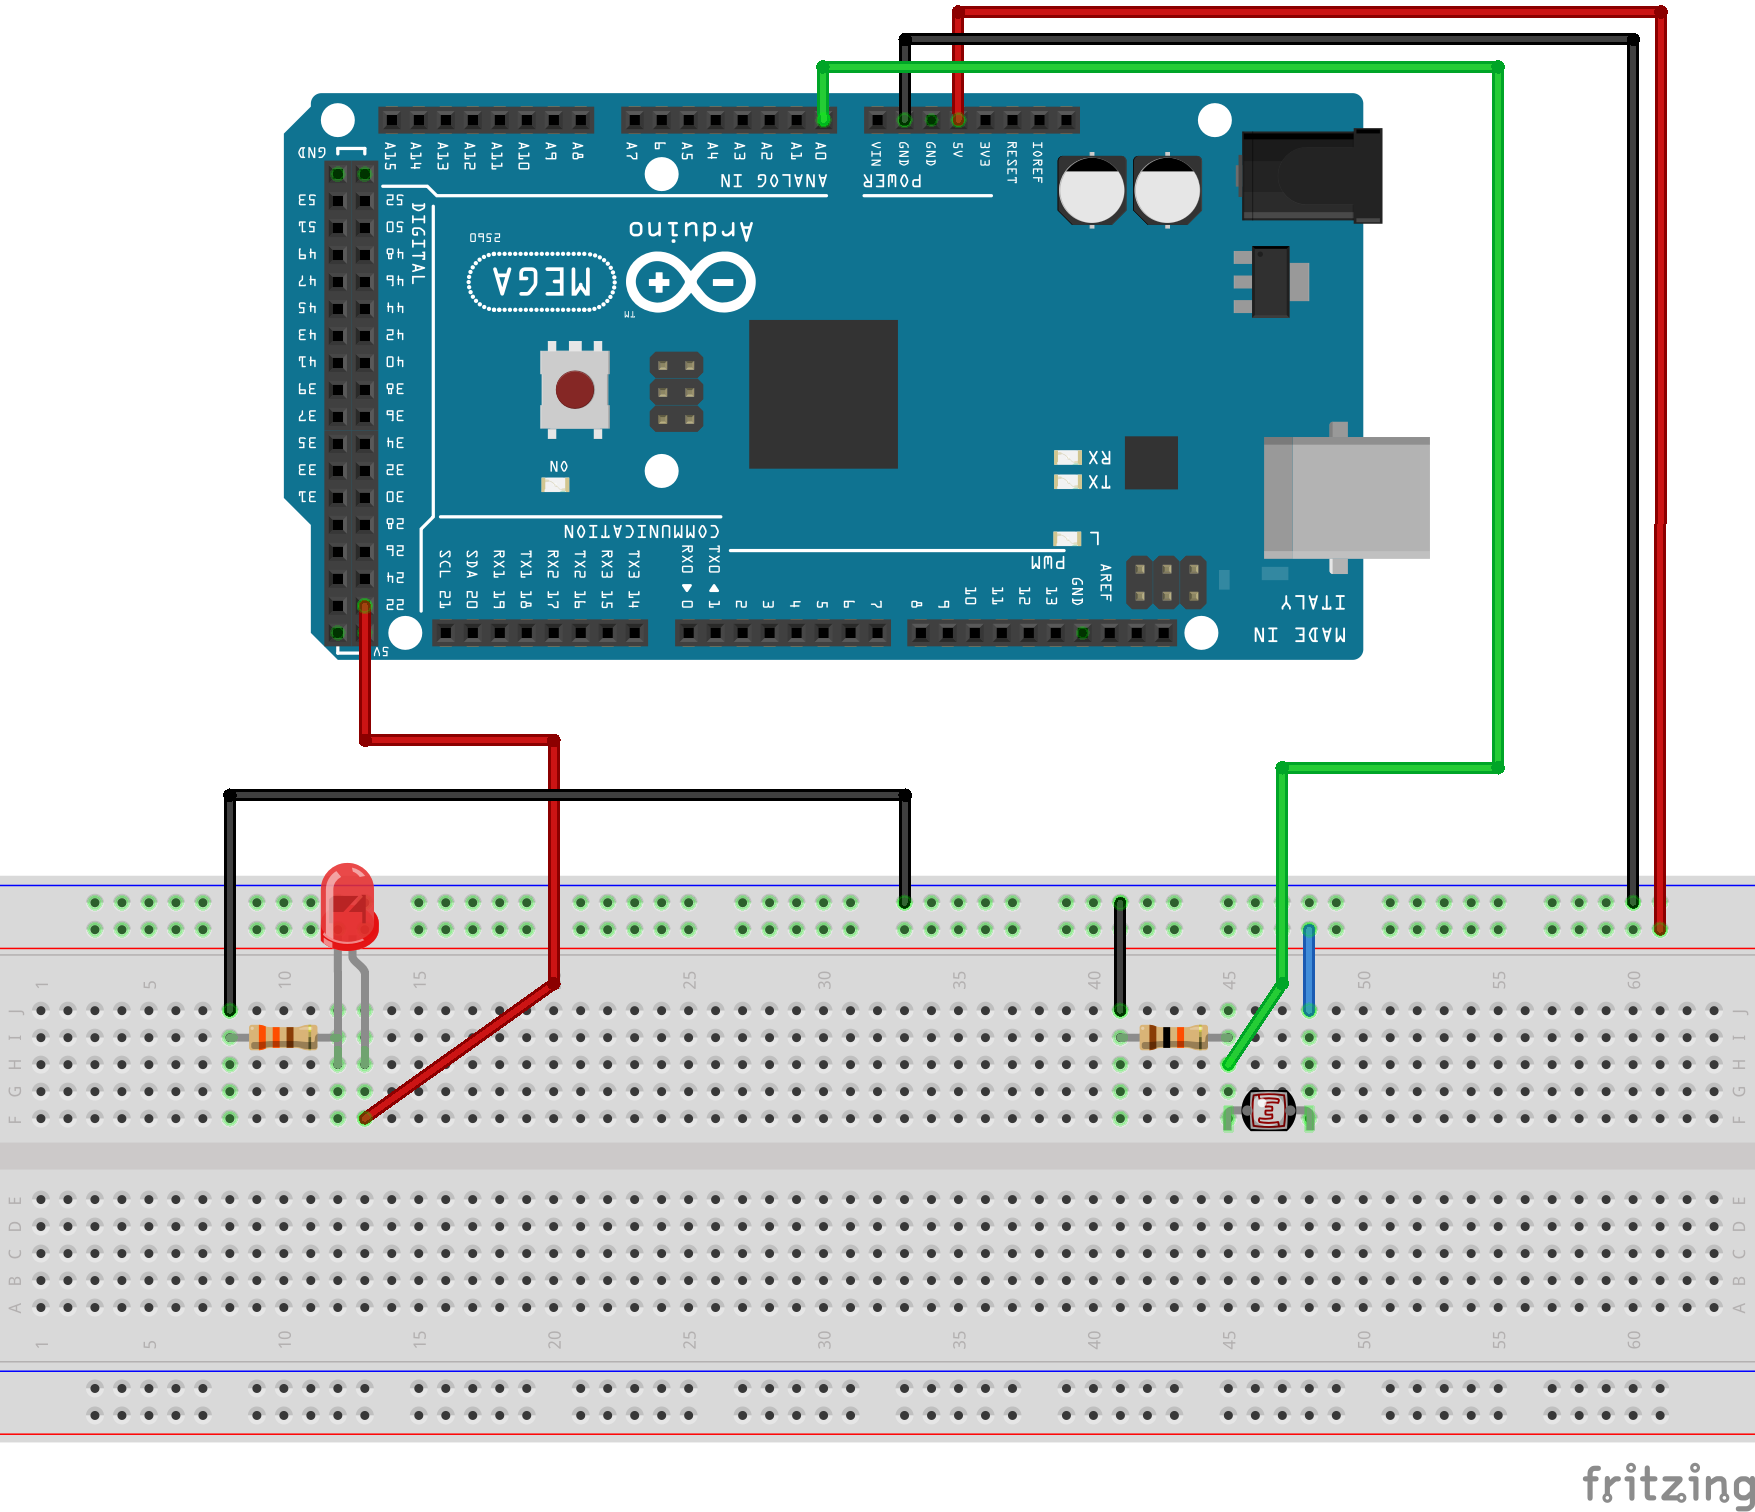 GND
A15 A14 A13 A12 A11 A10 A9 A8
A7 6 A5 A4 A3 A2 A1 A0
VIN GND GND 5V 3V3 RESET IOREF
ANALOG IN
POWER
53 52
51 50
49 48
47 46
45 44
43 42
41 40
39 38
37 36
35 34
33 32
31 30
28
26
24
22
5V
DIGITAL
2560
MEGA
Arduino
TM
ON
RX
TX
L
COMMUNICATION
PWM
SCL 21
SDA 20
RX1 19
TX1 18
RX2 17
TX2 16
RX3 15
TX3 14
RX0 0
TX0 1
2 3 4 5 6 7
8 9 10 11 12 13 GND AREF
MADE IN
ITALY
1 5 10 15 25 30 35 40 45 50 55 60
J J
I I
H H
G G
F F
E E
D D
C C
B B
A A
1 5 10 15 20 25 30 35 40 45 50 55 60
fritzing